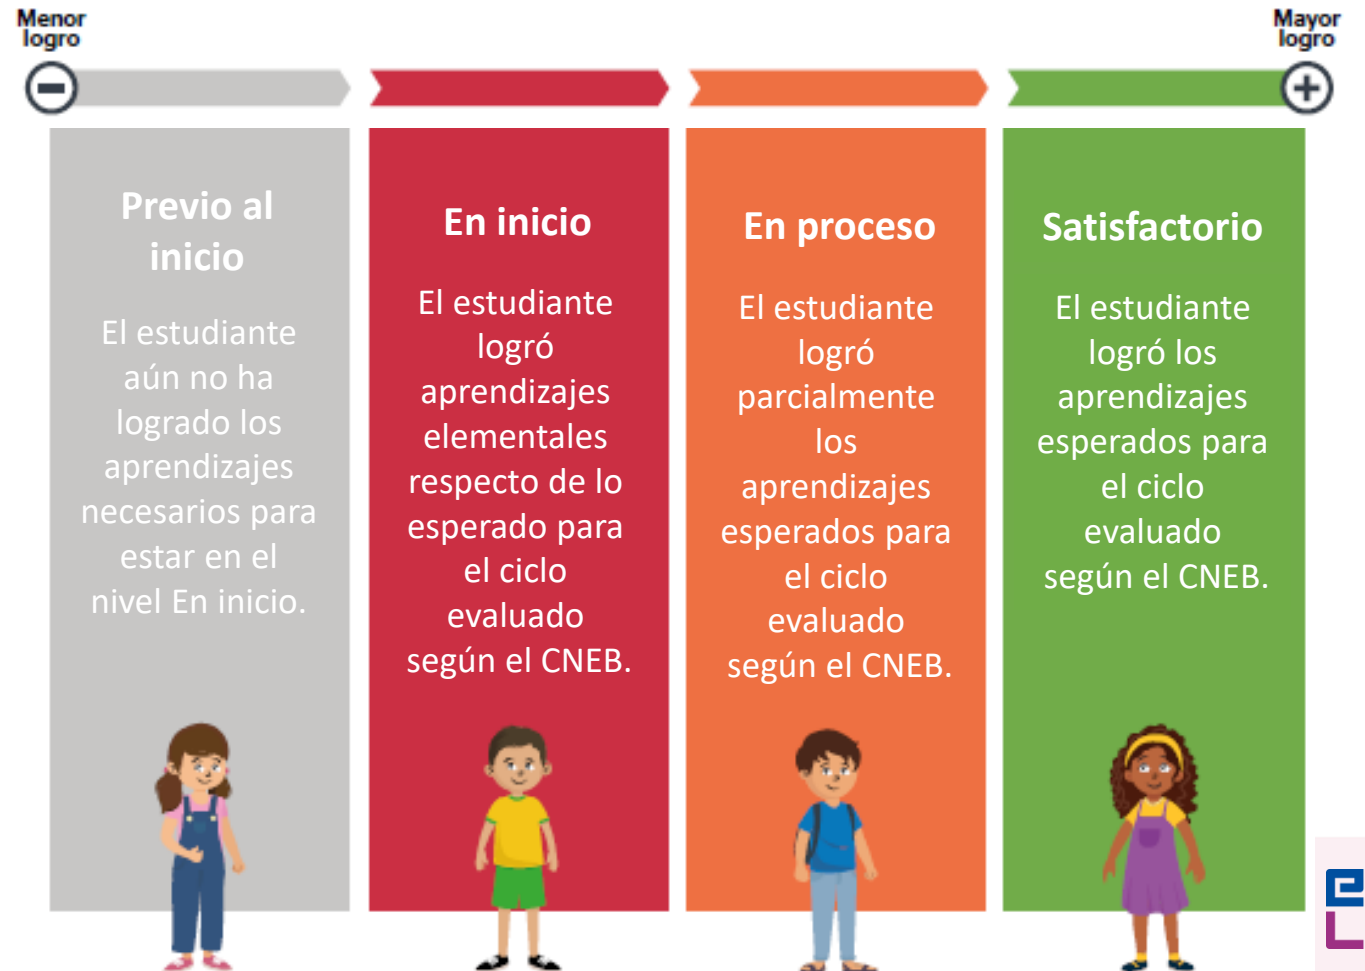 Menor
logro
Mayor
logro
Previo al
inicio
El estudiante
aún no ha
logrado los
aprendizajes
necesarios para
estar en el
nivel En inicio.
En inicio
El estudiante
logró
aprendizajes
elementales
respecto de lo
esperado para
el ciclo
evaluado
según el CNEB.
En proceso
El estudiante
logró
parcialmente
los
aprendizajes
esperados para
el ciclo
evaluado
según el CNEB.
Satisfactorio
El estudiante
logró los
aprendizajes
esperados para
el ciclo
evaluado
según el CNEB.